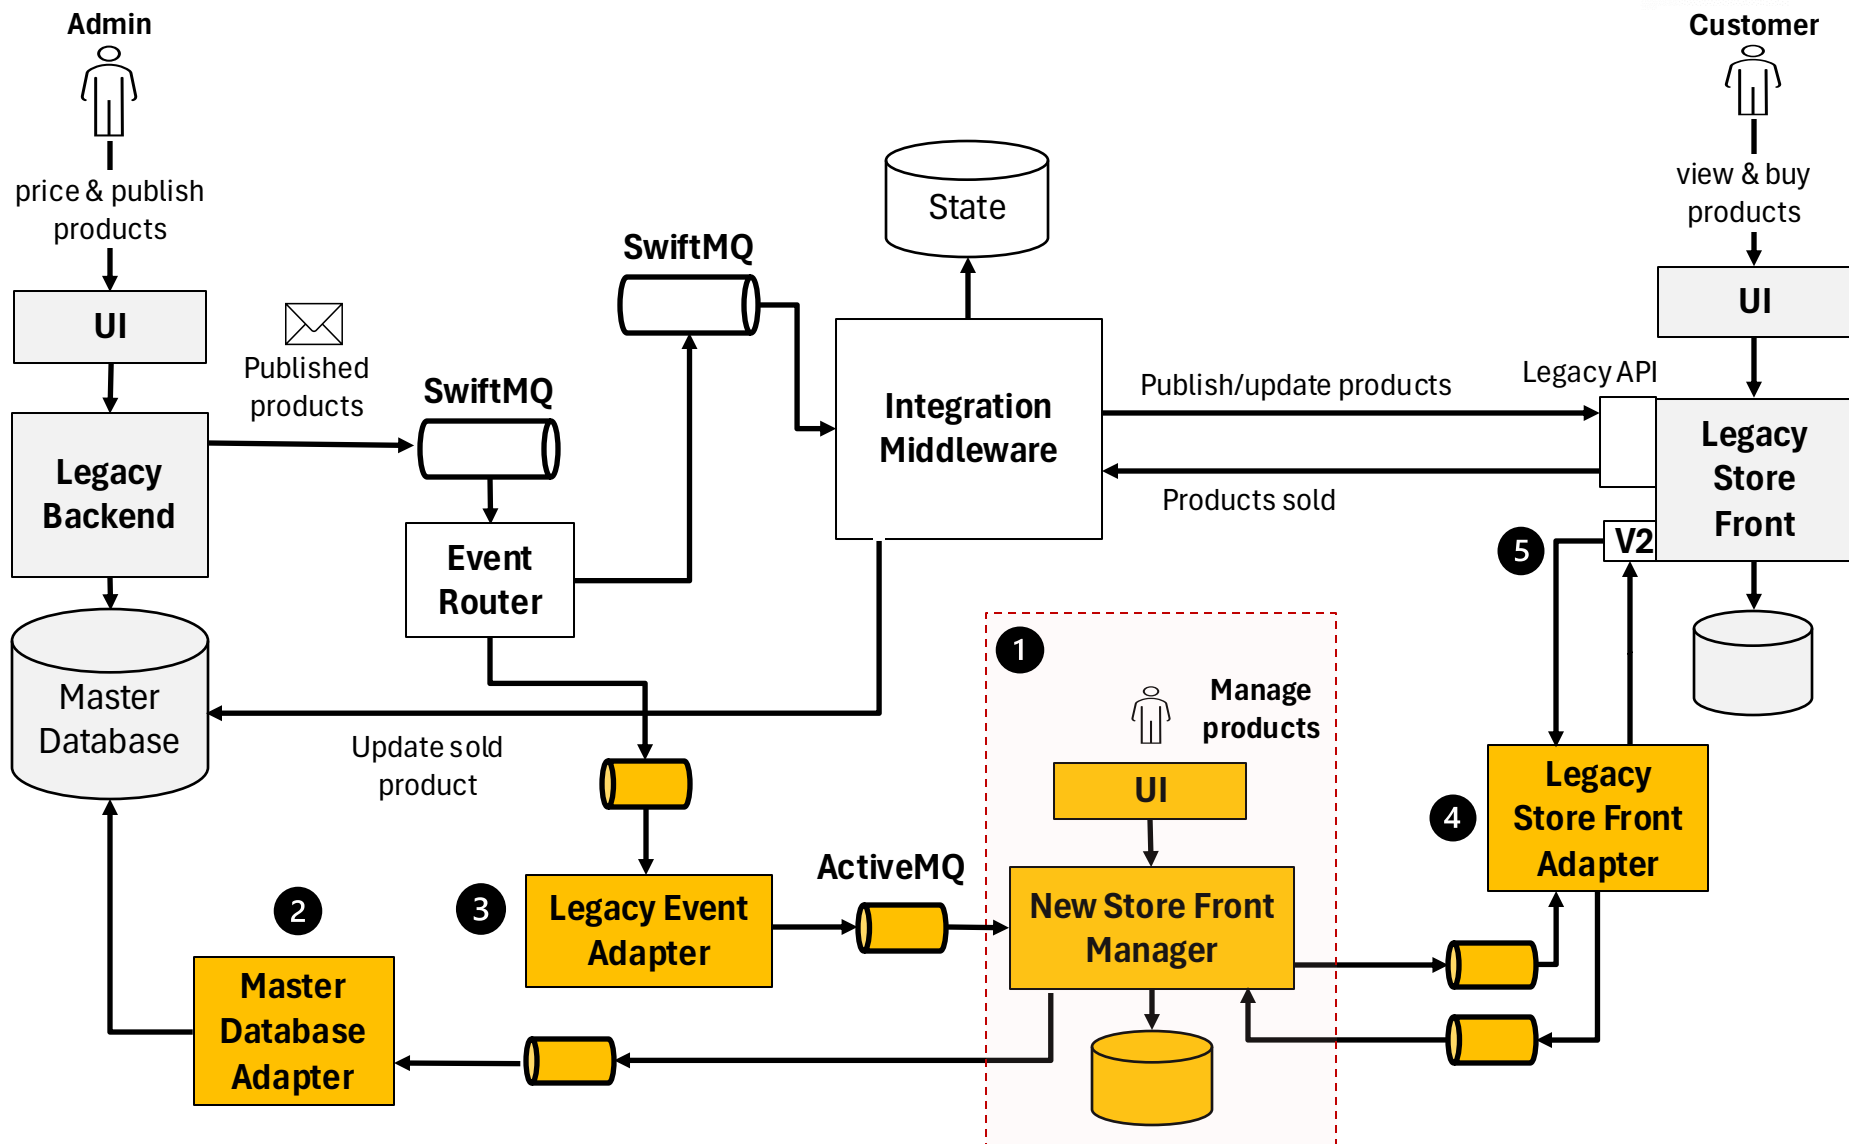 Admin
Customer
price & publish
products
view & buy
products
State
SwiftMQ
UI
UI
Published
products
SwiftMQ
Integration
Middleware
Publish/update products
Legacy API
Legacy
Backend
Legacy
Store
Front
Products sold
Event
Router
V2
5
1
Manage
products
Master
Database
Update sold
product
UI
Legacy
Store Front
Adapter
4
ActiveMQ
2
3
Legacy Event
Adapter
New Store Front
Manager
Master
Database
Adapter